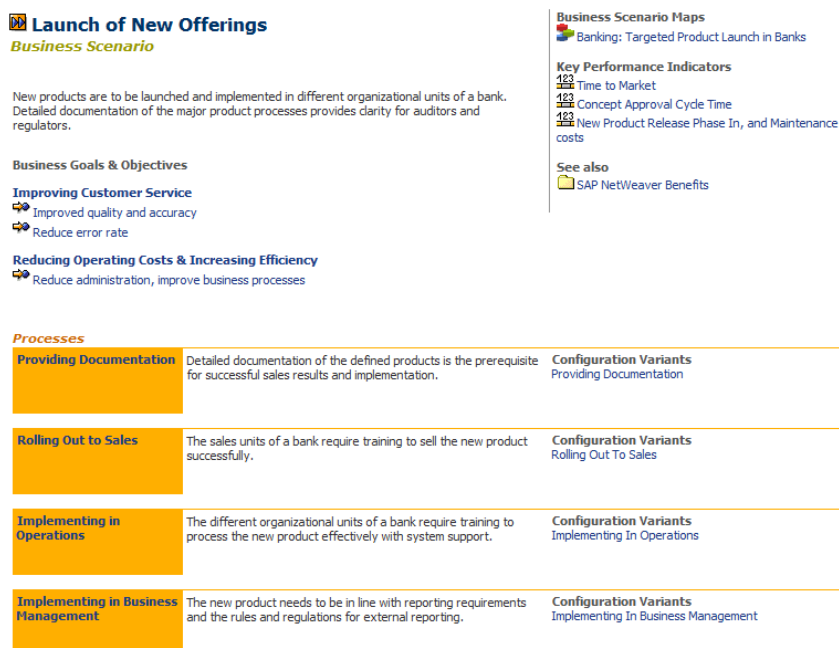 Launch of New Offerings
Business Scenario
New products are to be launched and implemented in different organizational units of a bank.
Detailed documentation of the major product processes provides clarity for auditors and
regulators.
Business Goals & Objectives
Improving Customer Service
Improved quality and accuracy
Reduce error rate
Reducing Operating Costs & Increasing Efficiency
Reduce administration, improve business processes
Business Scenario Maps
Banking: Targeted Product Launch in Banks
Key Performance Indicators
123 Time to Market
123 Concept Approval Cycle Time
123 New Product Release Phase In, and Maintenance
costs
See also
SAP NetWeaver Benefits
Processes
Providing Documentation
Detailed documentation of the defined products is the prerequisite
for successful sales results and implementation.
Configuration Variants
Providing Documentation
Rolling Out to Sales
The sales units of a bank require training to sell the new product
successfully.
Configuration Variants
Rolling Out To Sales
Implementing in
Operations
The different organizational units of a bank require training to
process the new product effectively with system support.
Configuration Variants
Implementing In Operations
Implementing in Business
Management
The new product needs to be in line with reporting requirements
and the rules and regulations for external reporting.
Configuration Variants
Implementing In Business Management